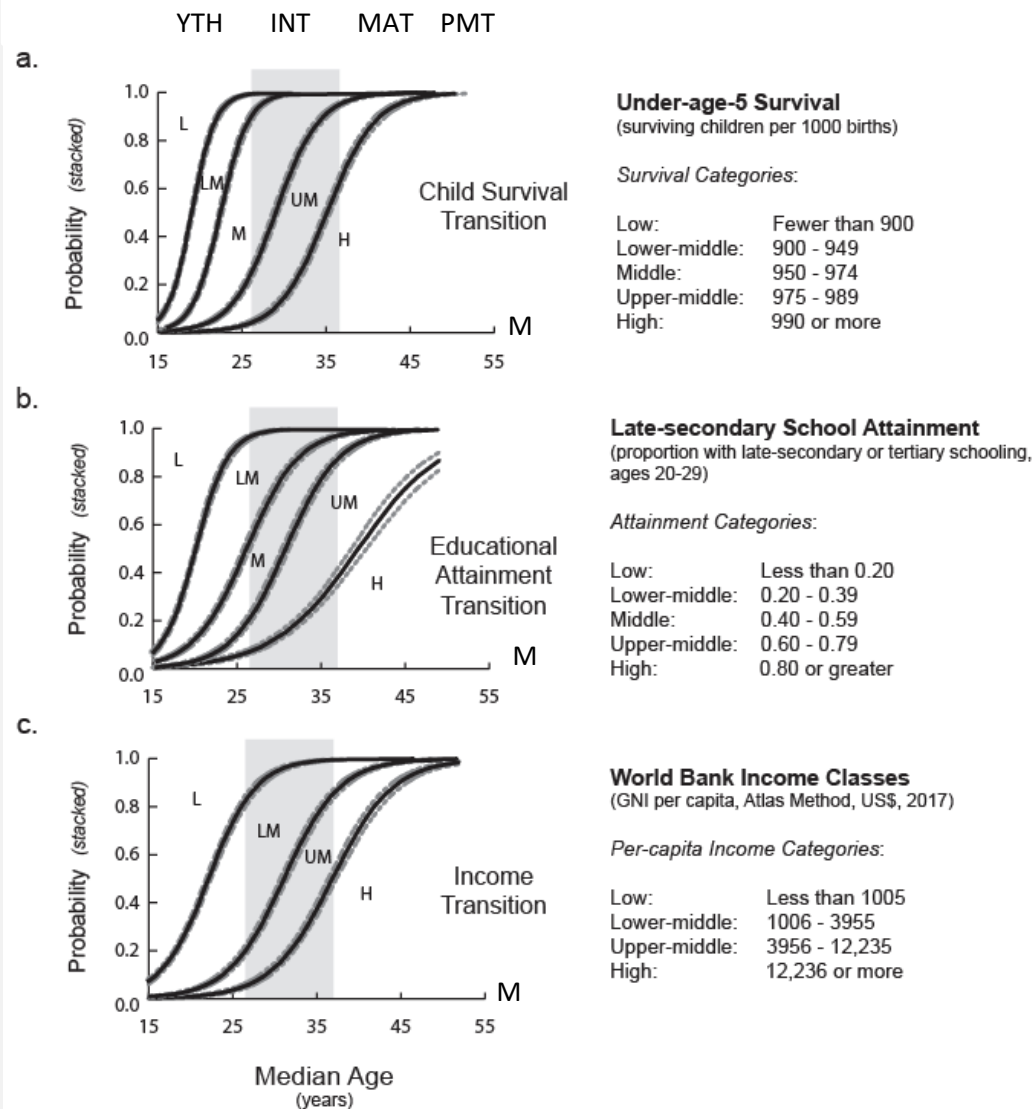 YTH INT MAT PMT
a.
1.0
0.8
0.6
0.4
0.2
0.0
Probability (stacked)
L
LM
M
UM
H
Child Survival
Transition
M
15 25 35 45 55
Under-age-5 Survival
(surviving children per 1000 births)
Survival Categories:
Low: Fewer than 900
Lower-middle: 900 - 949
Middle: 950 - 974
Upper-middle: 975 - 989
High: 990 or more
b.
1.0
0.8
0.6
0.4
0.2
0.0
Probability (stacked)
L
LM
M
UM
H
Educational
Attainment
Transition
M
15 25 35 45 55
Late-secondary School Attainment
(proportion with late-secondary or tertiary schooling,
ages 20-29)
Attainment Categories:
Low: Less than 0.20
Lower-middle: 0.20 - 0.39
Middle: 0.40 - 0.59
Upper-middle: 0.60 - 0.79
High: 0.80 or greater
c.
1.0
0.8
0.6
0.4
0.2
0.0
Probability (stacked)
L
LM
UM
H
Income
Transition
M
15 25 35 45 55
Median Age
(years)
World Bank Income Classes
(GNI per capita, Atlas Method, US$, 2017)
Per-capita Income Categories:
Low: Less than 1005
Lower-middle: 1006 - 3955
Upper-middle: 3956 - 12,235
High: 12,236 or more